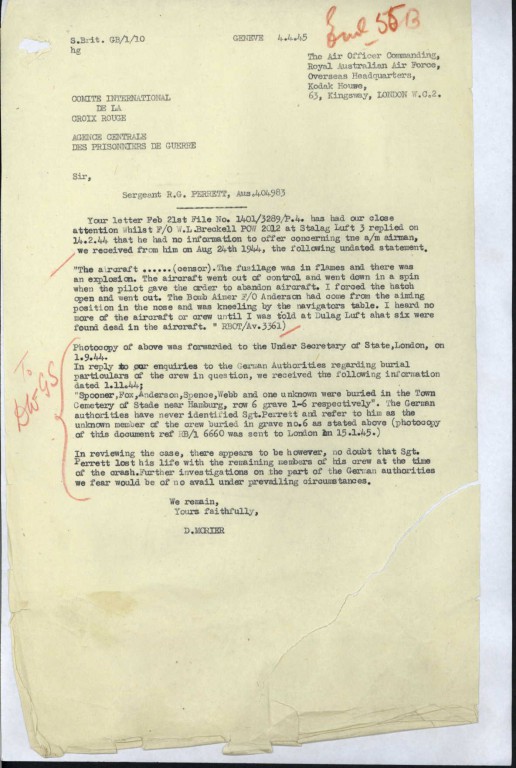 Encl 55B
S.Brit. GB/1/10 GENEVE 4.4.45
hg
The Air Officer Commanding,
Royal Australian Air Force,
Overseas Headquarters,
Kodak House,
63, Kingsway, LONDON W.C.2.
COMITE INTERNATIONAL
DE LA
CROIX ROUGE
AGENCE CENTRALE
DES PRISONNIERS DE GUERRE
Sir,
Sergeant R.G. PERRETT, Aus.404983
Your letter Feb 21st File No. 1401/3289/P.4. has had our close
attention Whilst F/O W.L.Breckell POW 2012 at Stalag Luft 3 replied on
14.2.44 that he had no information to offer concerning tne a/m airman,
we received from him on Aug 24th 1944, the following undated statement.
"The aircraft ......(censor).The fusilage was in flames and there was
an explosion. The aircraft went out of control and went down in a spin
when the pilot gave the order to abandon aircraft. I forced the hatch
open and went out. The Bomb Aimer F/O Anderson had come from the aiming
position in the nose and was kneeling by the navigators table. I heard no
more of the aircraft or crew until I was told at Dulag Luft that six were
found dead in the aircraft. " RBOT/Av.3361)
Photocopy of above was forwarded to the Under Secretary of State,London, on
1.9.44.
In reply to our enquiries to the German Authorities regarding burial
particulars of the crew in question, we received the following information
dated 1.11.44;
"Spooner,Fox,Anderson,Spence,Webb and one unknown were buried in the Town
Cemetery of Stade near Hamburg, row 6 grave 1-6 respectively". The German
authorities have never identified Sgt.Perrett and refer to him as the
unknown member of the crew buried in grave no.6 as stated above (photocopy
of this document ref HB/1 6660 was sent to London on 15.1.45.)
In reviewing the case, there appears to be however, no doubt that Sgt.
Perrett lost his life with the remaining members of his crew at the time
of the crash.Further investigations on the part of the German authorities
we fear would be of no avail under prevailing circumstances.
We remain,
Yours faithfully,
D.MORIER
To